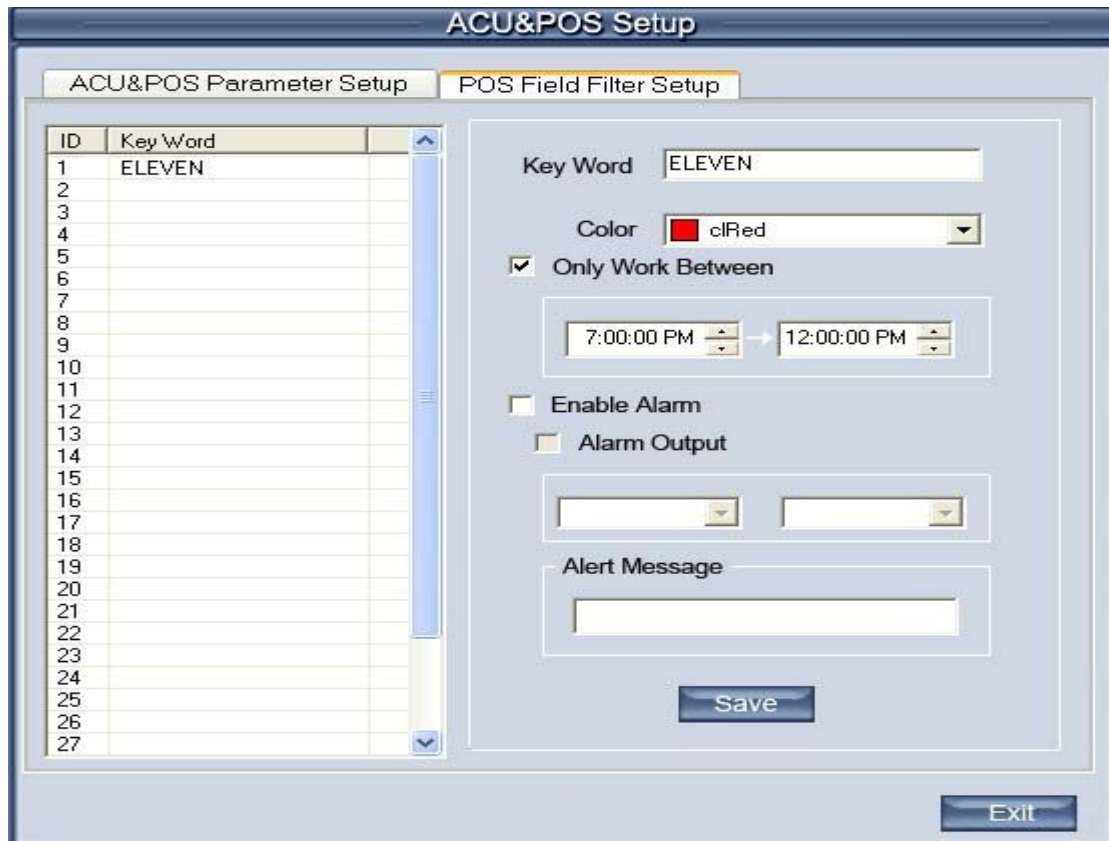 ACU&POS Setup
ACU&POS Parameter Setup POS Field Filter Setup
ID Key Word
1 ELEVEN
2
3
4
5
6
7
8
9
10
11
12
13
14
15
16
17
18
19
20
21
22
23
24
25
26
27
Key Word ELEVEN
Color clRed
Only Work Between
7:00:00 PM 12:00:00 PM
Enable Alarm
Alarm Output
Alert Message
Save
Exit